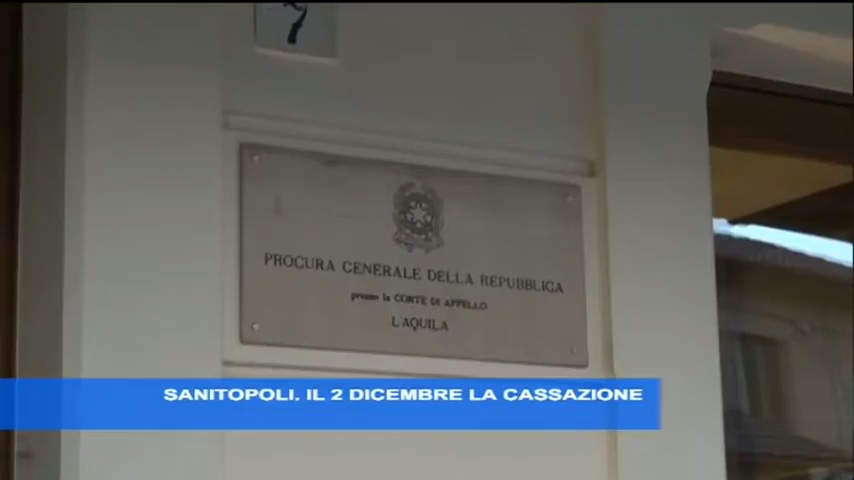 7
PROCURA GENERALE DELLA REPUBBLICA
presso la CORTE DI APPELLO
L'AQUILA
SANITOPOLI. IL 2 DICEMBRE LA CASSAZIONE